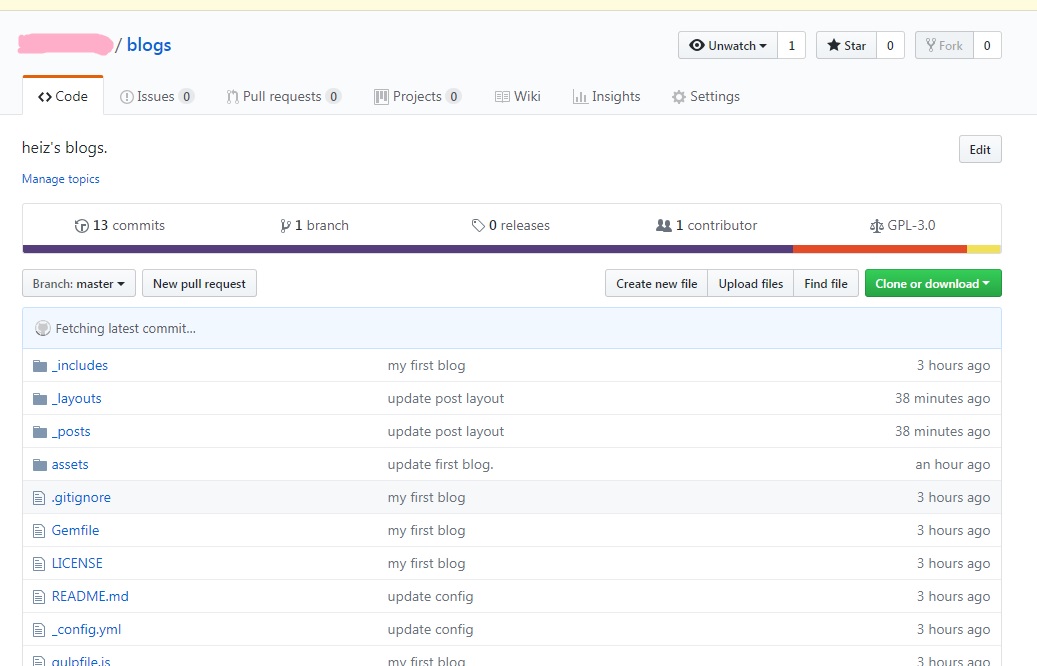 / blogs
Unwatch 1 Star 0 Fork 0
Code Issues 0 Pull requests 0 Projects 0 Wiki Insights Settings
heiz's blogs. Edit
Manage topics
13 commits 1 branch 0 releases 1 contributor GPL-3.0
Branch: master New pull request Create new file Upload files Find file Clone or download
Fetching latest commit...
_includes my first blog 3 hours ago
_layouts update post layout 38 minutes ago
_posts update post layout 38 minutes ago
assets update first blog. an hour ago
.gitignore my first blog 3 hours ago
Gemfile my first blog 3 hours ago
LICENSE my first blog 3 hours ago
README.md update config 3 hours ago
_config.yml update config 3 hours ago
gulpfile.js my first blog 3 hours ago